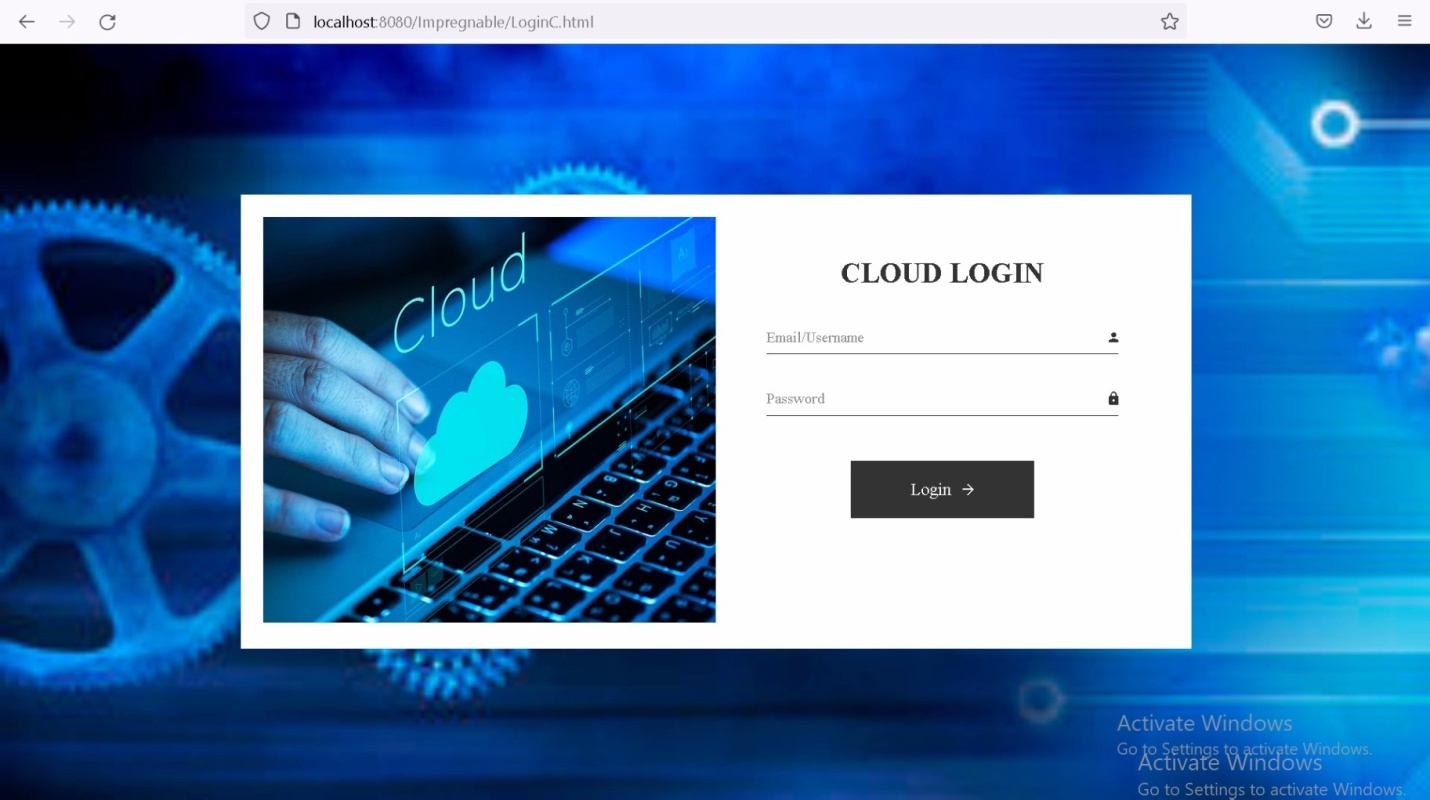 localhost:8080/Impregnable/LoginC.html
Cloud
AI
CLOUD LOGIN
Email/Username
Password
Login →
Activate Windows
Go to Settings to activate Windows.
Activate Windows
Go to Settings to activate Windows.